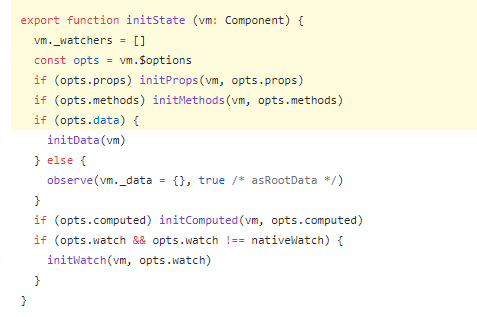 export function initState (vm: Component) {
  vm._watchers = []
  const opts = vm.$options
  if (opts.props) initProps(vm, opts.props)
  if (opts.methods) initMethods(vm, opts.methods)
  if (opts.data) {
    initData(vm)
  } else {
    observe(vm._data = {}, true /* asRootData */)
  }
  if (opts.computed) initComputed(vm, opts.computed)
  if (opts.watch && opts.watch !== nativeWatch) {
    initWatch(vm, opts.watch)
  }
}